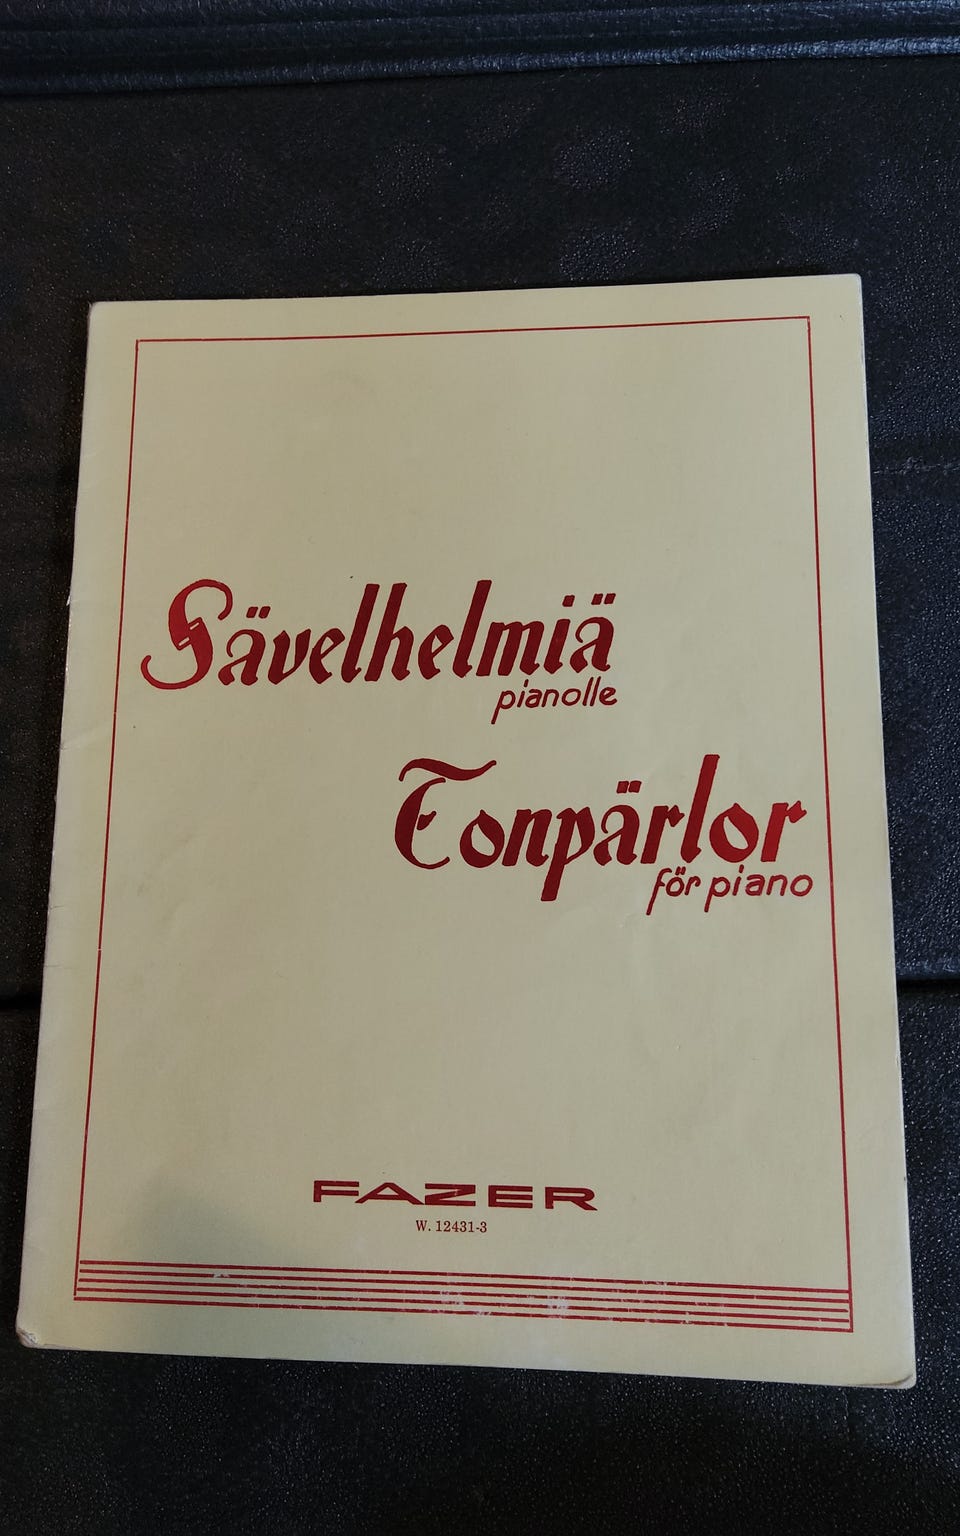 Sävelhelmiä
pianolle
Tonpärlor
för piano
FAZER
W. 12431-3